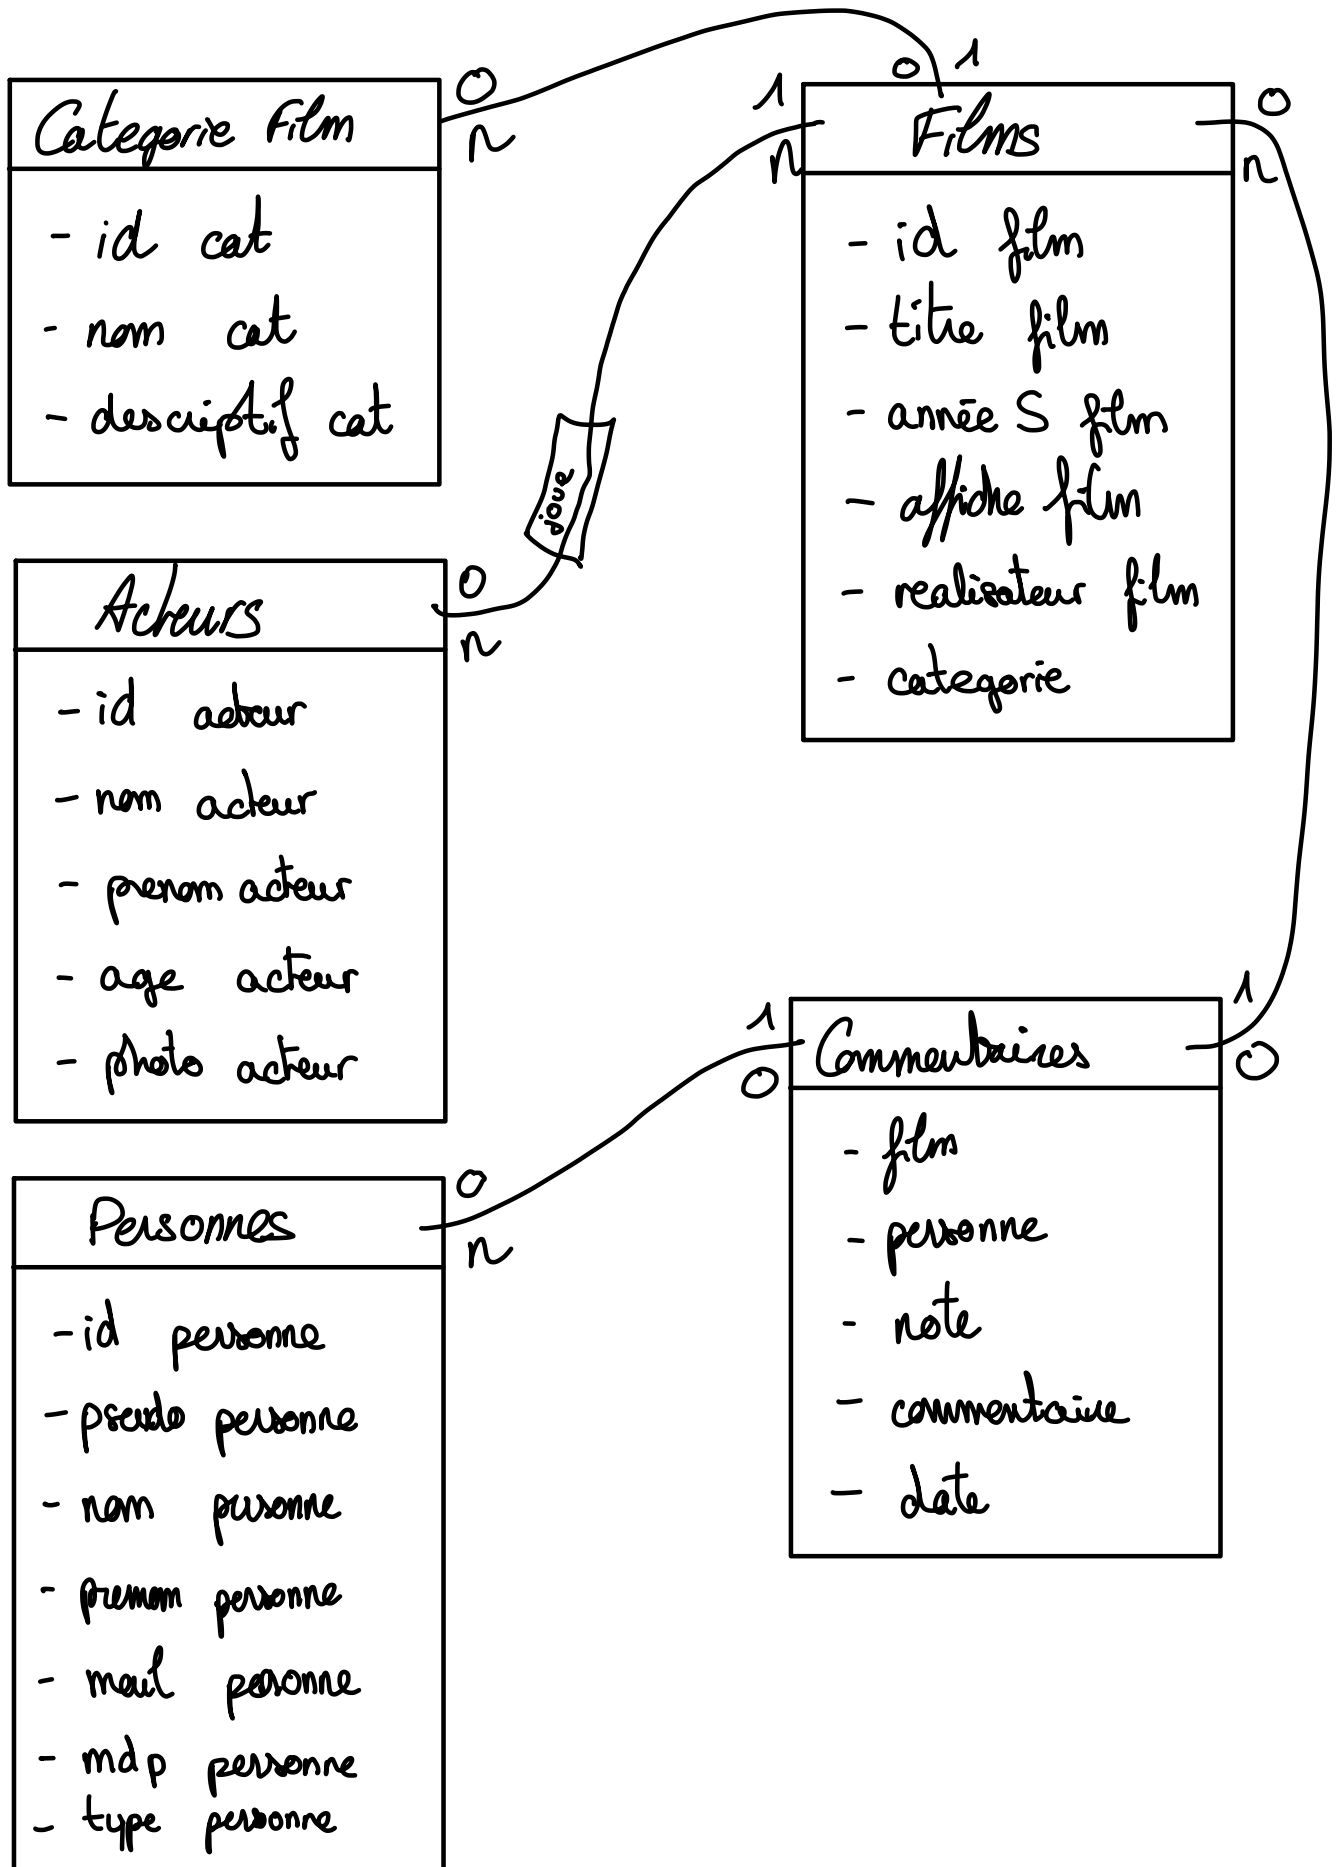 0 1
0
Categorie Film
n
- id cat
- nom cat
- descriptif cat
1
n
Films
0
n
- id film
- titre film
- année S film
- affiche film
- realisateur film
- categorie
joue
Acteurs
0
n
- id acteur
- nom acteur
- prenom acteur
- age acteur
- photo acteur
1
0
Commentaires
1
0
- film
- personne
- note
- commentaire
- date
Personnes
0
n
- id personne
- pseudo personne
- nom personne
- prenom personne
- mail personne
- mdp personne
- type personne